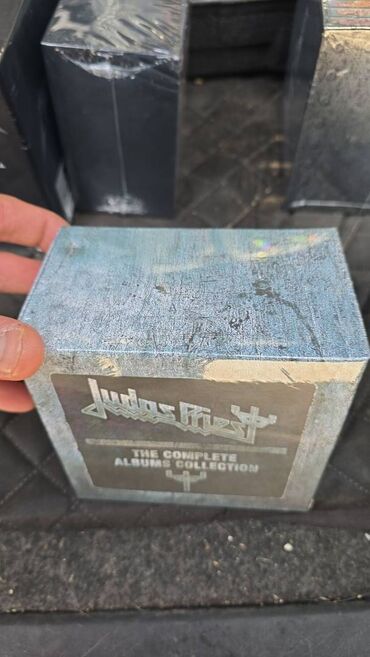 Judas Priest
THE COMPLETE
ALBUMS COLLECTION